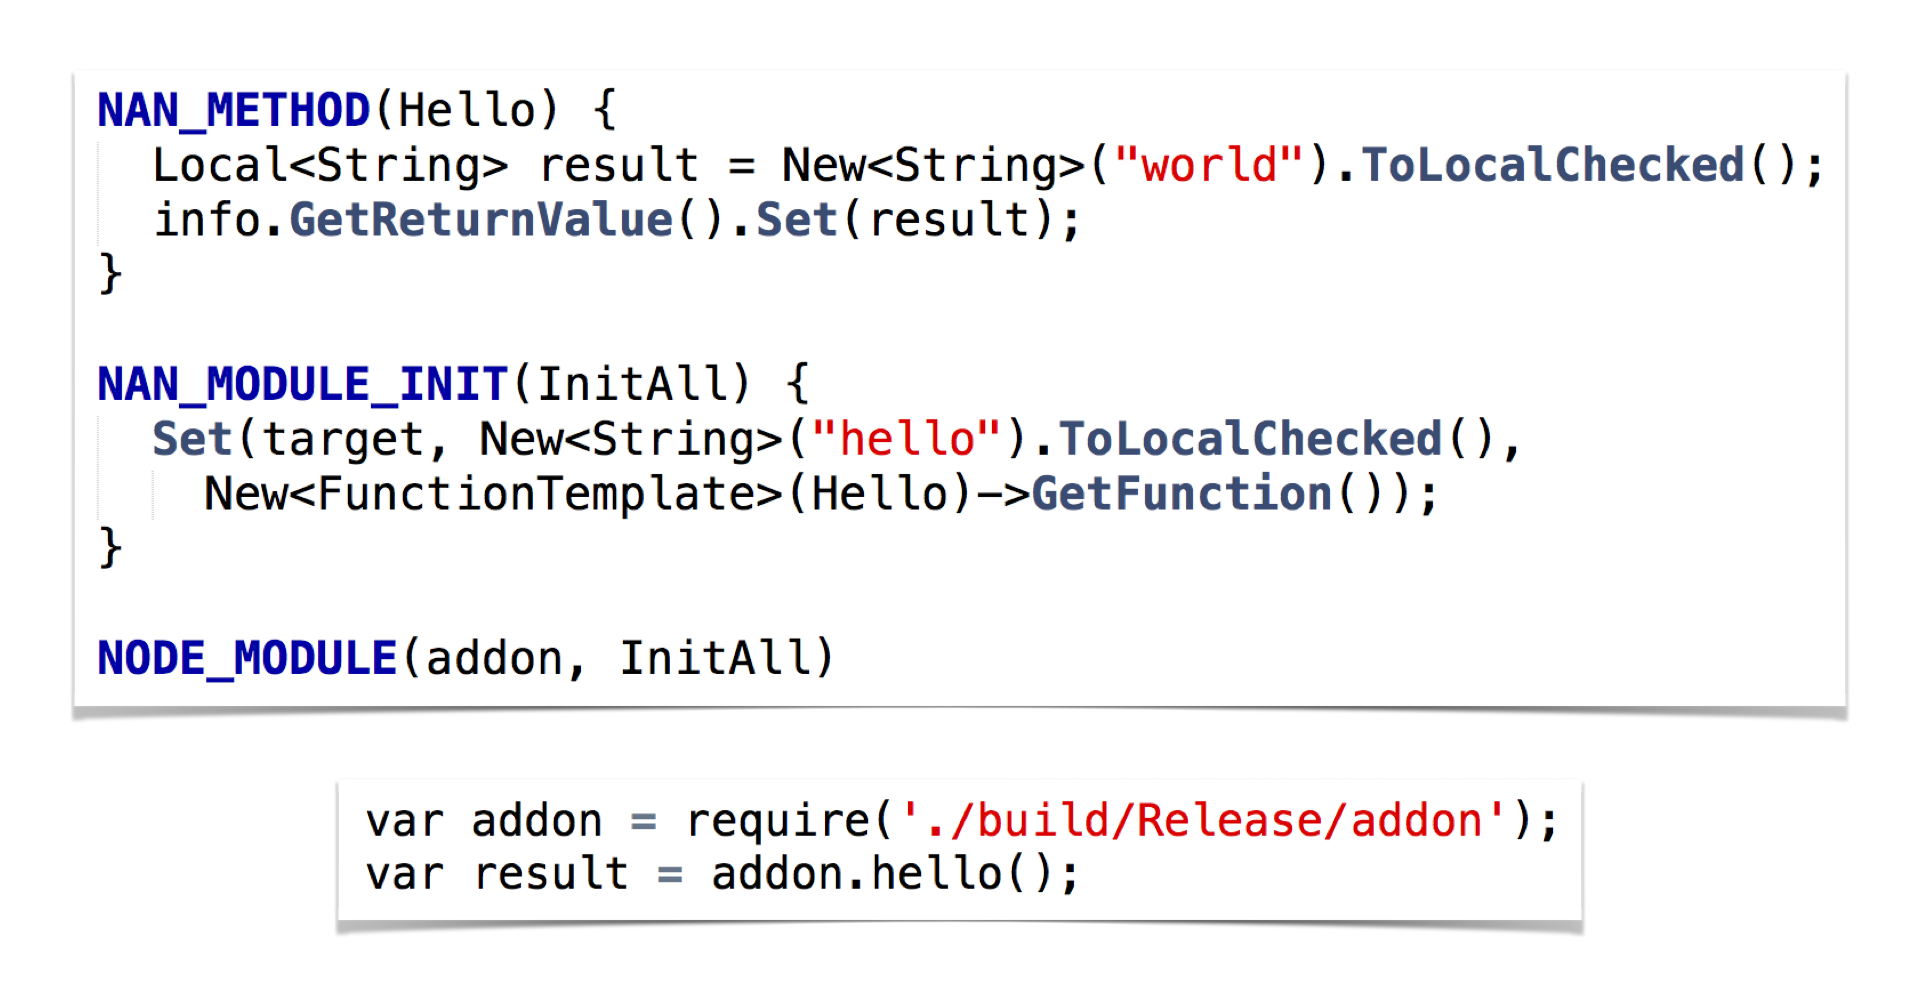 NAN_METHOD(Hello) {
  Local<String> result = New<String>("world").ToLocalChecked();
  info.GetReturnValue().Set(result);
}

NAN_MODULE_INIT(InitAll) {
  Set(target, New<String>("hello").ToLocalChecked(),
    New<FunctionTemplate>(Hello)->GetFunction());
}

NODE_MODULE(addon, InitAll)

var addon = require('./build/Release/addon');
var result = addon.hello();